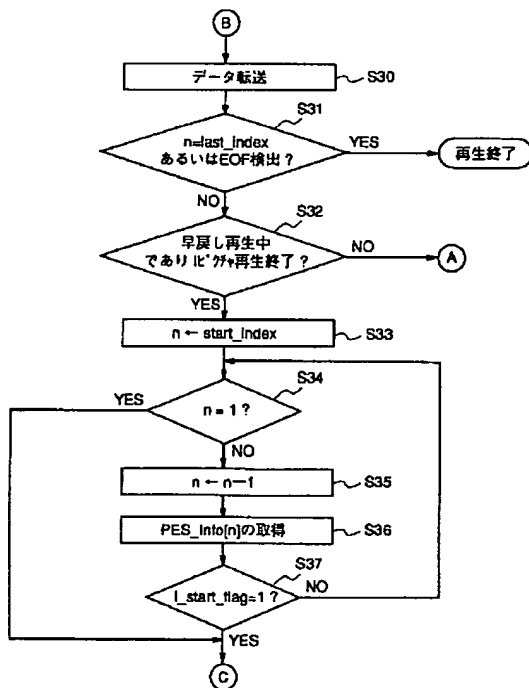 B
データ転送
S30
S31
n=last_index
あるいはEOF検出？
YES
再生終了
NO
S32
早戻し再生中
であり Iピクチャ再生終了？
NO
A
YES
n ← start_index
S33
S34
YES
n = 1 ?
NO
n ← n−1
S35
PES_info[n]の取得
S36
S37
I_start_flag=1 ?
NO
YES
C